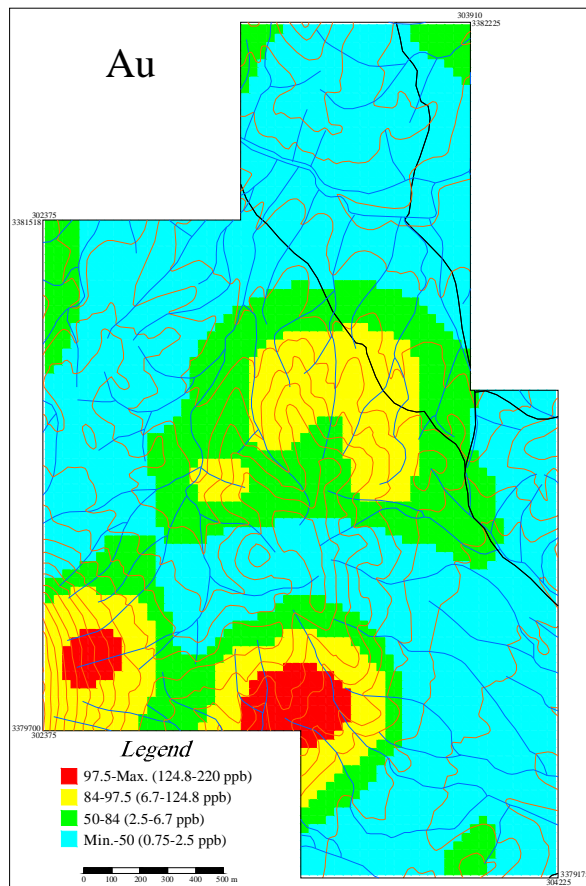 303910
3382225
Au
302375
3381518
3379700
302375
Legend
97.5-Max. (124.8-220 ppb)
84-97.5 (6.7-124.8 ppb)
50-84 (2.5-6.7 ppb)
Min.-50 (0.75-2.5 ppb)
0 100 200 300 400 500 m
304225